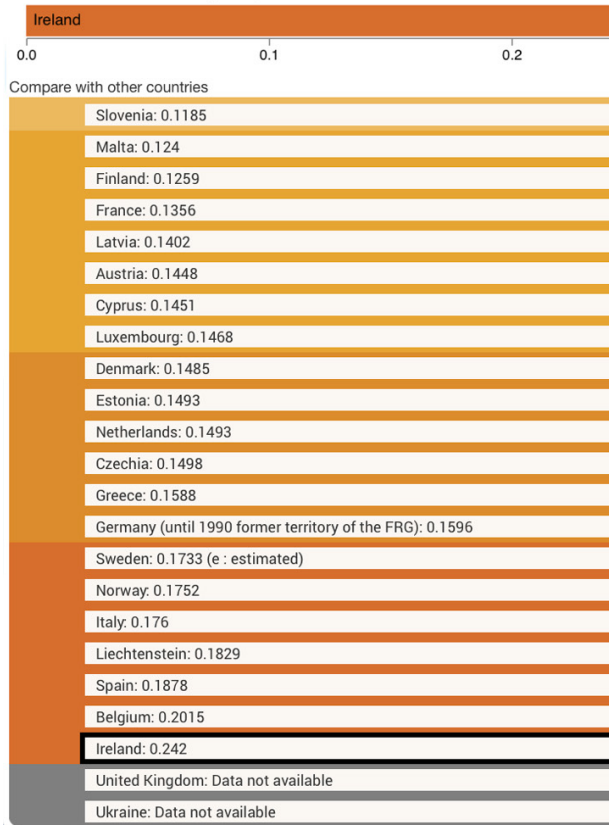 Ireland
0.0 0.1 0.2
Compare with other countries
Slovenia: 0.1185
Malta: 0.124
Finland: 0.1259
France: 0.1356
Latvia: 0.1402
Austria: 0.1448
Cyprus: 0.1451
Luxembourg: 0.1468
Denmark: 0.1485
Estonia: 0.1493
Netherlands: 0.1493
Czechia: 0.1498
Greece: 0.1588
Germany (until 1990 former territory of the FRG): 0.1596
Sweden: 0.1733 (e : estimated)
Norway: 0.1752
Italy: 0.176
Liechtenstein: 0.1829
Spain: 0.1878
Belgium: 0.2015
Ireland: 0.242
United Kingdom: Data not available
Ukraine: Data not available